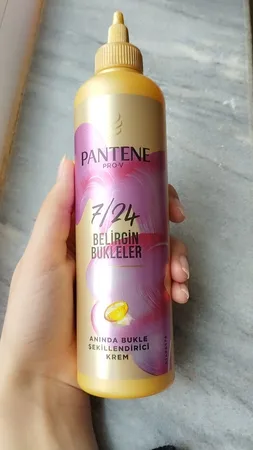 PANTENE
PRO-V
7/24
BELİRGİN
BUKLELER
ANINDA BUKLE
ŞEKİLLENDİRİCİ
KREM